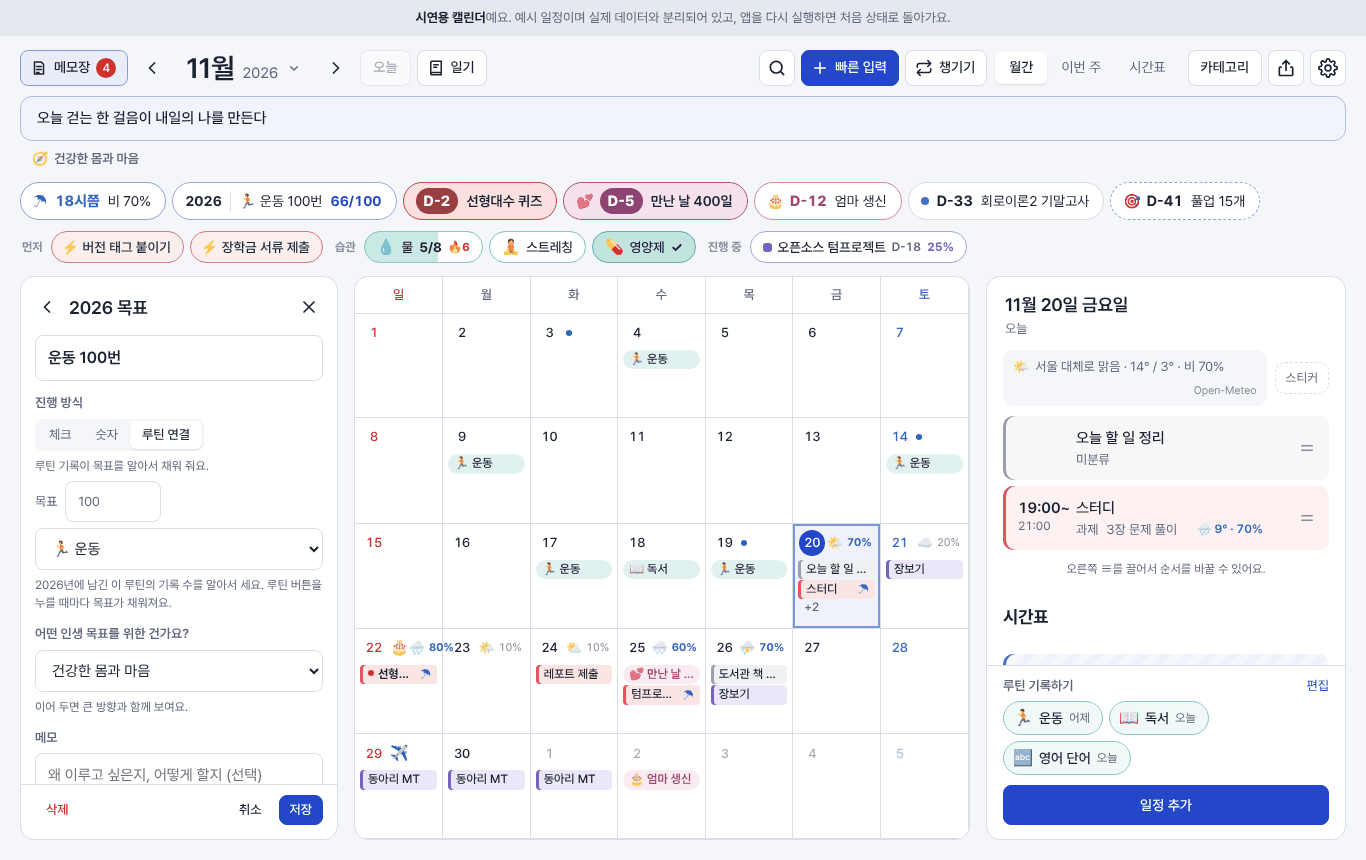 시연용 캘린더예요. 예시 일정이며 실제 데이터와 분리되어 있고, 앱을 다시 실행하면 처음 상태로 돌아가요.
메모장 4
11월 2026
오늘
일기
빠른 입력
챙기기
월간
이번 주
시간표
카테고리
오늘 걷는 한 걸음이 내일의 나를 만든다
건강한 몸과 마음
18시쯤 비 70%
2026 운동 100번 66/100
D-2 선형대수 퀴즈
D-5 만난 날 400일
D-12 엄마 생신
D-33 회로이론2 기말고사
D-41 풀업 15개
먼저
버전 태그 붙이기
장학금 서류 제출
습관
물 5/8 6
스트레칭
영양제
진행 중
오픈소스 텀프로젝트 D-18 25%
2026 목표
운동 100번
진행 방식
체크 숫자 루틴 연결
루틴 기록이 목표를 알아서 채워 줘요.
목표 100
운동
2026년에 남긴 이 루틴의 기록 수를 알아서 세요. 루틴 버튼을
누를 때마다 목표가 채워져요.
어떤 인생 목표를 위한 건가요?
건강한 몸과 마음
이어 두면 큰 방향과 함께 보여요.
메모
왜 이루고 싶은지, 어떻게 할지 (선택)
삭제 취소 저장
일 월 화 수 목 금 토
1 2 3 4 5 6 7
운동
8 9 10 11 12 13 14
운동 운동
15 16 17 18 19 20 70% 21 20%
운동 독서 운동 오늘 할 일 ... 장보기
스터디
+2
22 80% 23 10% 24 10% 25 60% 26 70% 27 28
선형... 레포트 제출 만난 날 ... 도서관 책 ...
텀프로... 장보기
29 30 1 2 3 4 5
동아리 MT 동아리 MT 동아리 MT 엄마 생신
11월 20일 금요일
오늘
서울 대체로 맑음 · 14° / 3° · 비 70%
Open-Meteo
스티커
오늘 할 일 정리
미분류
19:00~ 스터디
21:00 과제 3장 문제 풀이 9° · 70%
오른쪽 ≡를 끌어서 순서를 바꿀 수 있어요.
시간표
루틴 기록하기 편집
운동 어제
독서 오늘
abc 영어 단어 오늘
일정 추가